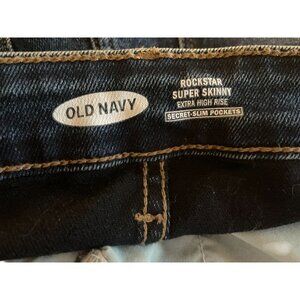 OLD NAVY
ROCKSTAR
SUPER SKINNY
EXTRA HIGH RISE
SECRET-SLIM POCKETS